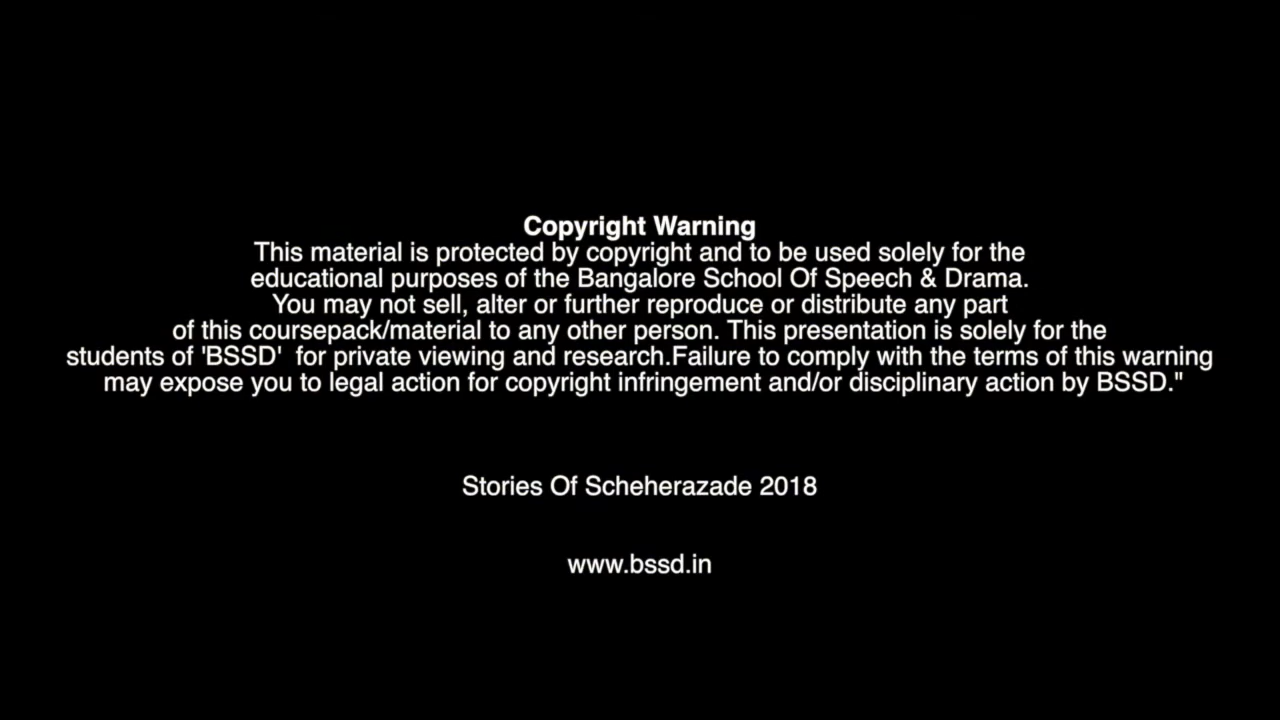 Copyright Warning
This material is protected by copyright and to be used solely for the
educational purposes of the Bangalore School Of Speech & Drama.
You may not sell, alter or further reproduce or distribute any part
of this coursepack/material to any other person. This presentation is solely for the
students of 'BSSD'  for private viewing and research.Failure to comply with the terms of this warning
may expose you to legal action for copyright infringement and/or disciplinary action by BSSD."
Stories Of Scheherazade 2018
www.bssd.in